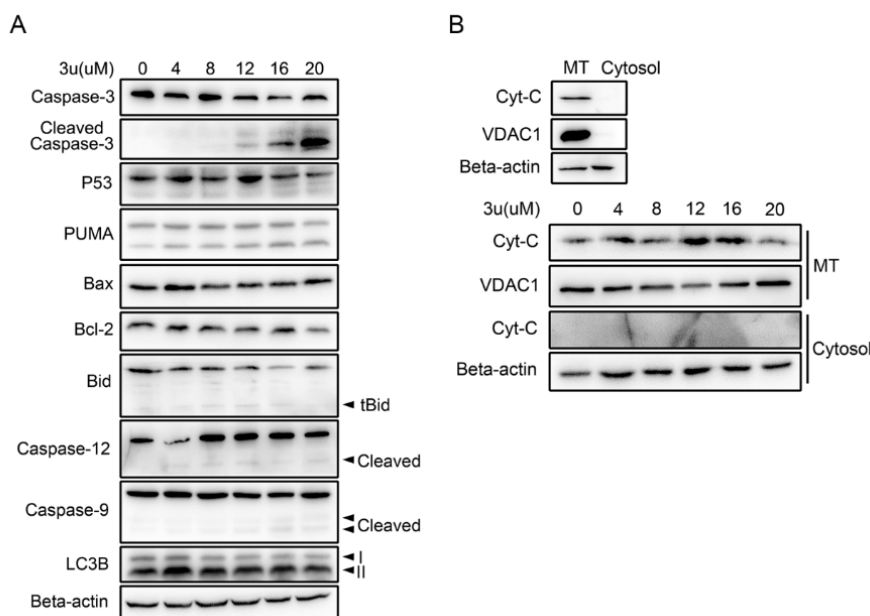 A
3u(uM) 0 4 8 12 16 20
Caspase-3
Cleaved
Caspase-3
P53
PUMA
Bax
Bcl-2
Bid
tBid
Caspase-12
Cleaved
Caspase-9
Cleaved
LC3B
I
II
Beta-actin
B
MT Cytosol
Cyt-C
VDAC1
Beta-actin
3u(uM) 0 4 8 12 16 20
Cyt-C
VDAC1
MT
Cyt-C
Beta-actin
Cytosol